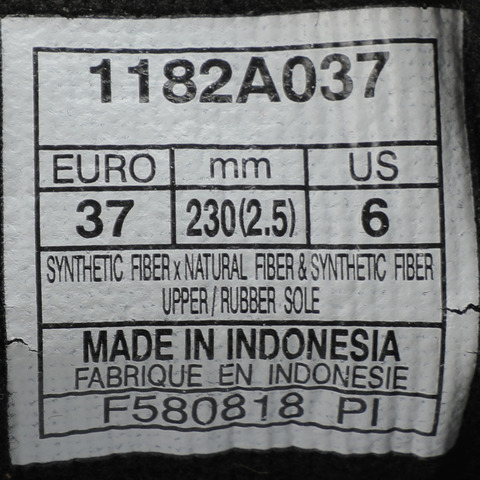 1182A037
EURO mm US
37 230(2.5) 6
SYNTHETIC FIBER x NATURAL FIBER & SYNTHETIC FIBER
UPPER / RUBBER SOLE
MADE IN INDONESIA
FABRIQUE EN INDONESIE
F580818 PI